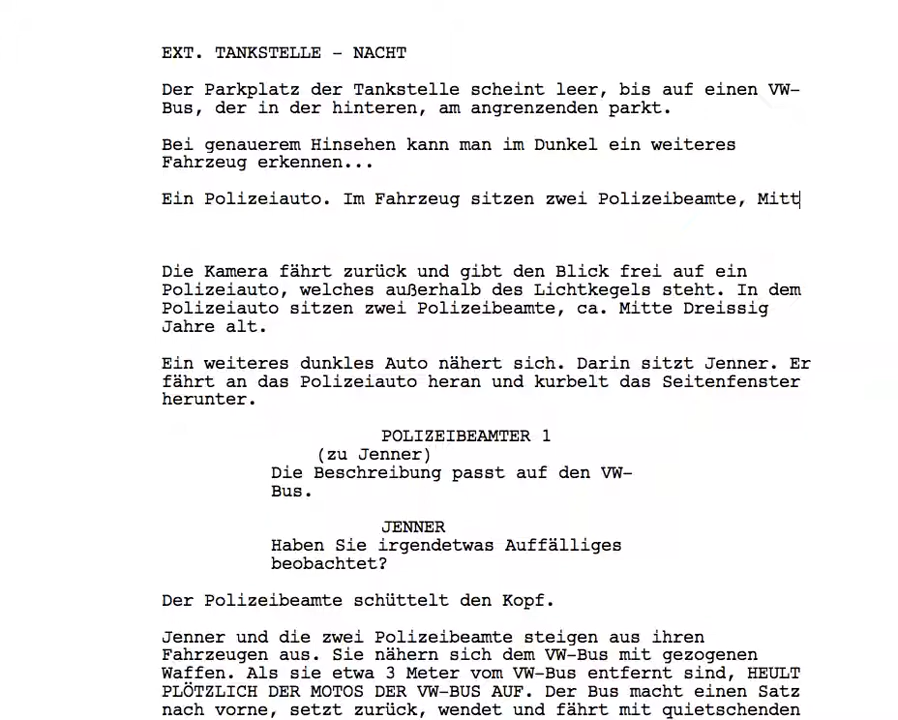 EXT. TANKSTELLE – NACHT
Der Parkplatz der Tankstelle scheint leer, bis auf einen VW-
Bus, der in der hinteren, am angrenzenden parkt.
Bei genauerem Hinsehen kann man im Dunkel ein weiteres
Fahrzeug erkennen...
Ein Polizeiauto. Im Fahrzeug sitzen zwei Polizeibeamte, Mitt
Die Kamera fährt zurück und gibt den Blick frei auf ein
Polizeiauto, welches außerhalb des Lichtkegels steht. In dem
Polizeiauto sitzen zwei Polizeibeamte, ca. Mitte Dreissig
Jahre alt.
Ein weiteres dunkles Auto nähert sich. Darin sitzt Jenner. Er
fährt an das Polizeiauto heran und kurbelt das Seitenfenster
herunter.
POLIZEIBEAMTER 1
(zu Jenner)
Die Beschreibung passt auf den VW-
Bus.
JENNER
Haben Sie irgendetwas Auffälliges
beobachtet?
Der Polizeibeamte schüttelt den Kopf.
Jenner und die zwei Polizeibeamte steigen aus ihren
Fahrzeugen aus. Sie nähern sich dem VW-Bus mit gezogenen
Waffen. Als sie etwa 3 Meter vom VW-Bus entfernt sind, HEULT
PLÖTZLICH DER MOTOS DER VW-BUS AUF. Der Bus macht einen Satz
nach vorne, setzt zurück, wendet und fährt mit quietschenden